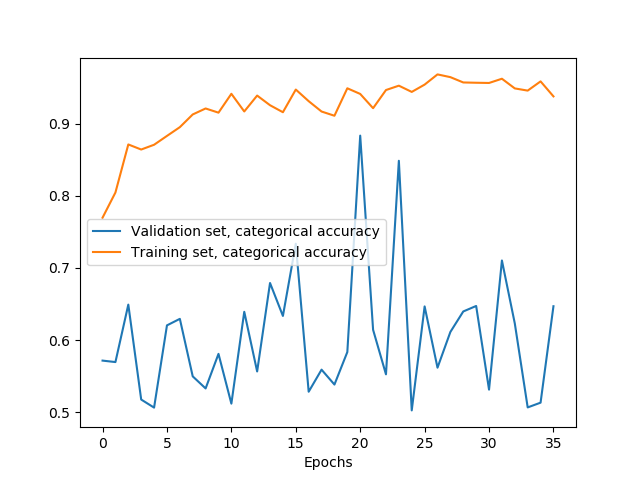 0.9
0.8
0.7
0.6
0.5
Validation set, categorical accuracy
Training set, categorical accuracy
0 5 10 15 20 25 30 35
Epochs